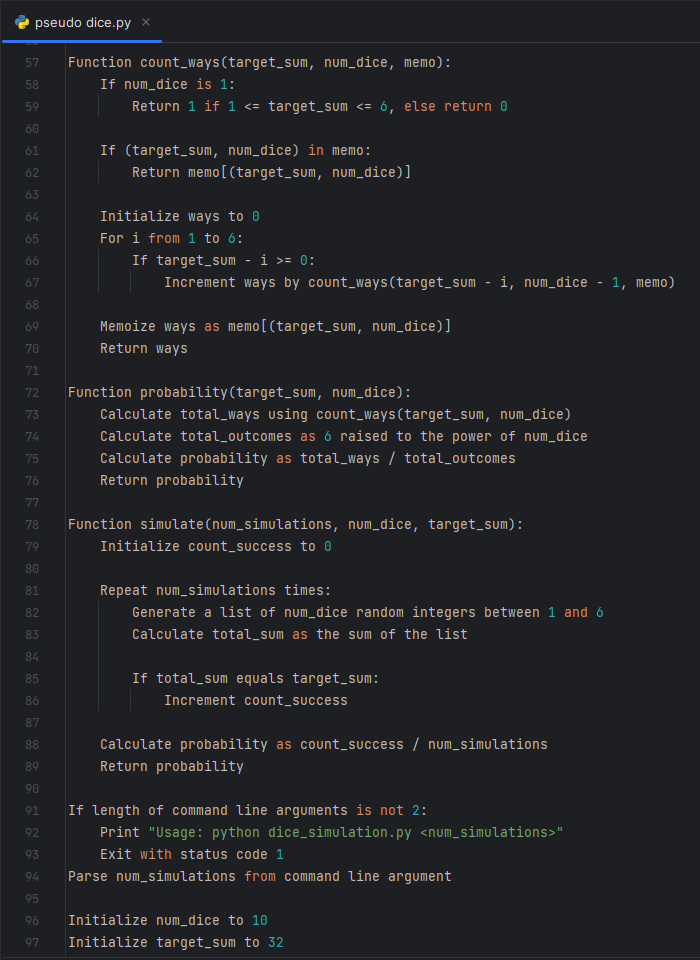 pseudo dice.py ×
57 Function count_ways(target_sum, num_dice, memo):
58     If num_dice is 1:
59         Return 1 if 1 <= target_sum <= 6, else return 0
60
61     If (target_sum, num_dice) in memo:
62         Return memo[(target_sum, num_dice)]
63
64     Initialize ways to 0
65     For i from 1 to 6:
66         If target_sum - i >= 0:
67             Increment ways by count_ways(target_sum - i, num_dice - 1, memo)
68
69     Memoize ways as memo[(target_sum, num_dice)]
70     Return ways
71
72 Function probability(target_sum, num_dice):
73     Calculate total_ways using count_ways(target_sum, num_dice)
74     Calculate total_outcomes as 6 raised to the power of num_dice
75     Calculate probability as total_ways / total_outcomes
76     Return probability
77
78 Function simulate(num_simulations, num_dice, target_sum):
79     Initialize count_success to 0
80
81     Repeat num_simulations times:
82         Generate a list of num_dice random integers between 1 and 6
83         Calculate total_sum as the sum of the list
84
85         If total_sum equals target_sum:
86             Increment count_success
87
88     Calculate probability as count_success / num_simulations
89     Return probability
90
91 If length of command line arguments is not 2:
92     Print "Usage: python dice_simulation.py <num_simulations>"
93     Exit with status code 1
94 Parse num_simulations from command line argument
95
96 Initialize num_dice to 10
97 Initialize target_sum to 32